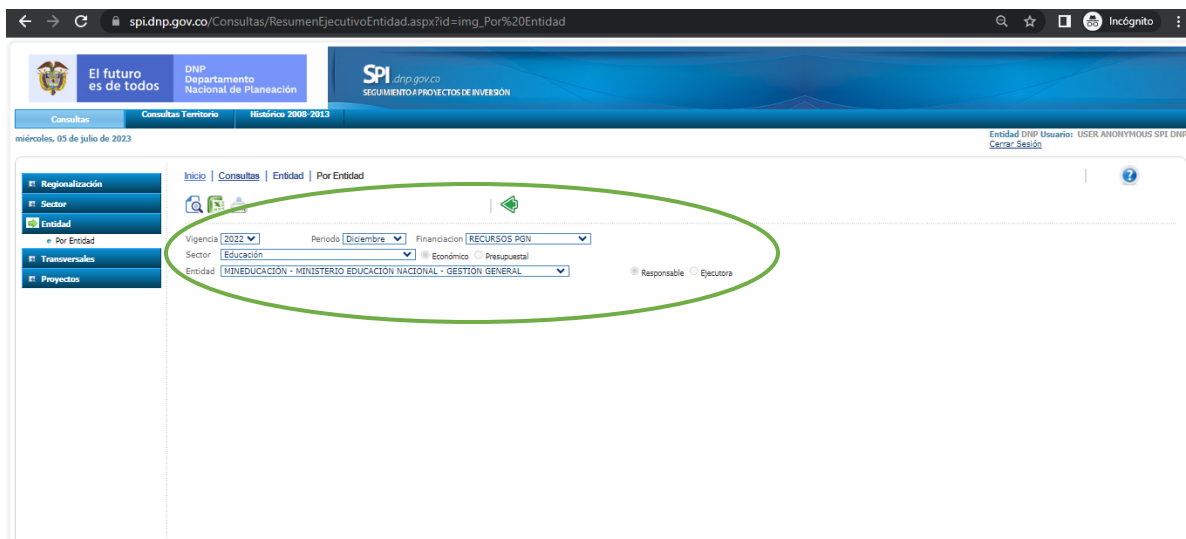 spi.dnp.gov.co/Consultas/ResumenEjecutivoEntidad.aspx?id=img_Por%20Entidad
Incógnito
El futuro
es de todos
DNP
Departamento
Nacional de Planeación
SPI.dnp.gov.co
SEGUIMIENTO A PROYECTOS DE INVERSIÓN
Consultas Consultas Territorio Histórico 2008-2013
miércoles, 05 de julio de 2023
Entidad DNP Usuario: USER ANONYMOUS SPI DNP
Cerrar Sesión
Inicio | Consultas | Entidad | Por Entidad
Regionalización
Sector
Entidad
Por Entidad
Transversales
Proyectos
Vigencia 2022 Periodo Diciembre Financiacion RECURSOS PGN
Sector Educación Económico Presupuestal
Entidad MINEDUCACIÓN - MINISTERIO EDUCACIÓN NACIONAL - GESTIÓN GENERAL Responsable Ejecutora